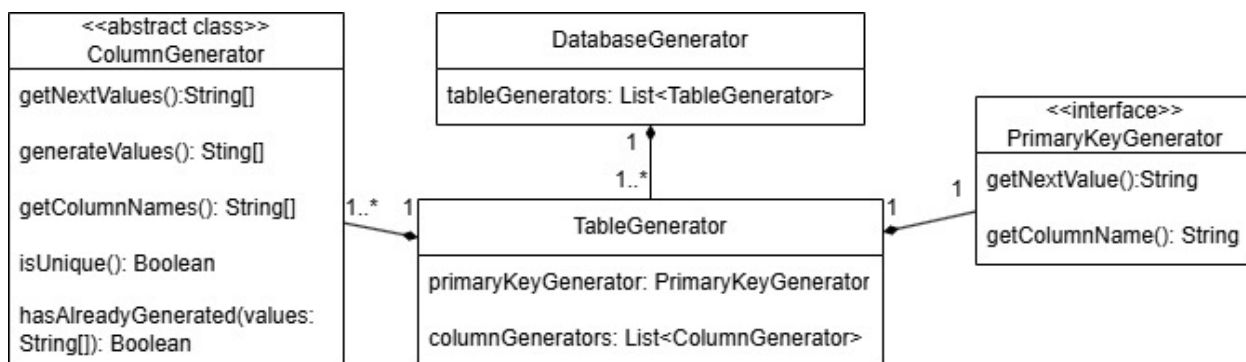 <<abstract class>>
ColumnGenerator
getNextValues():String[]
generateValues(): Sting[]
getColumnNames(): String[]
isUnique(): Boolean
hasAlreadyGenerated(values:
String[]): Boolean
DatabaseGenerator
tableGenerators: List<TableGenerator>
1
1..*
1..*
1
TableGenerator
primaryKeyGenerator: PrimaryKeyGenerator
columnGenerators: List<ColumnGenerator>
1
1
<<interface>>
PrimaryKeyGenerator
getNextValue():String
getColumnName(): String